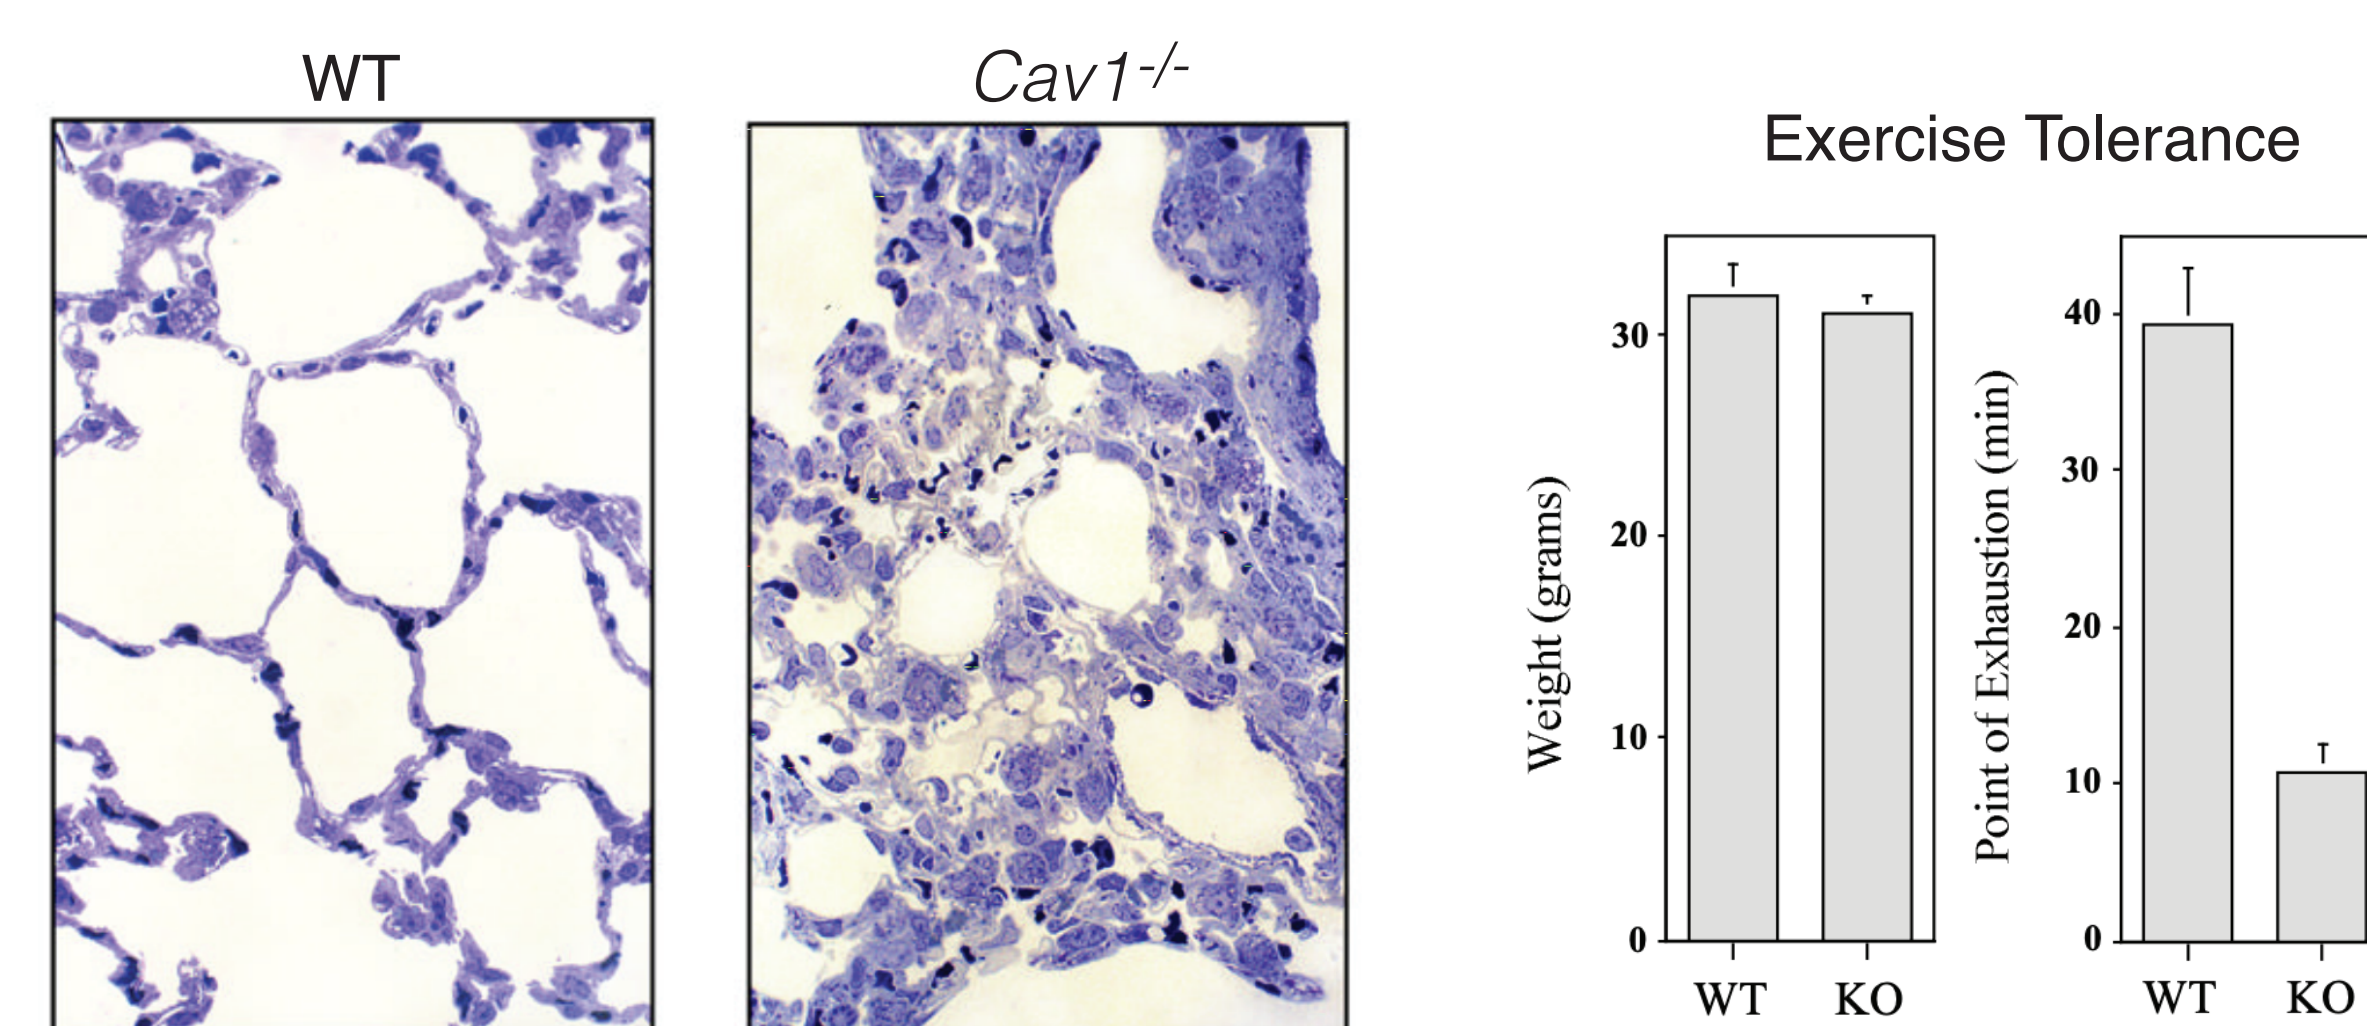 WT
Cav1-/-
Exercise Tolerance
Weight (grams)
30
20
10
0
WT KO
Point of Exhaustion (min)
40
30
20
10
0
WT KO